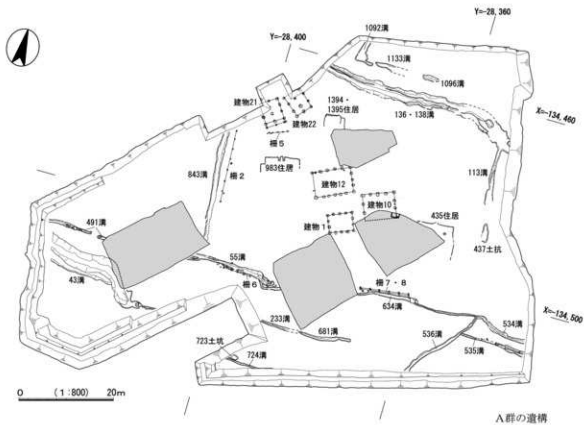 Y=-28,400
Y=-28,360
1092溝
1133溝
1096溝
建物21
建物22
柵5
1394・
1395住居
136・138溝
X=-134,460
843溝
柵2
983住居
建物12
建物10
建物1
113溝
435住居
437土坑
491溝
43溝
55溝
柵6
柵7・8
634溝
X=-134,500
233溝
681溝
536溝
534溝
535溝
723土坑
724溝
0 (1:800) 20m
A群の遺構